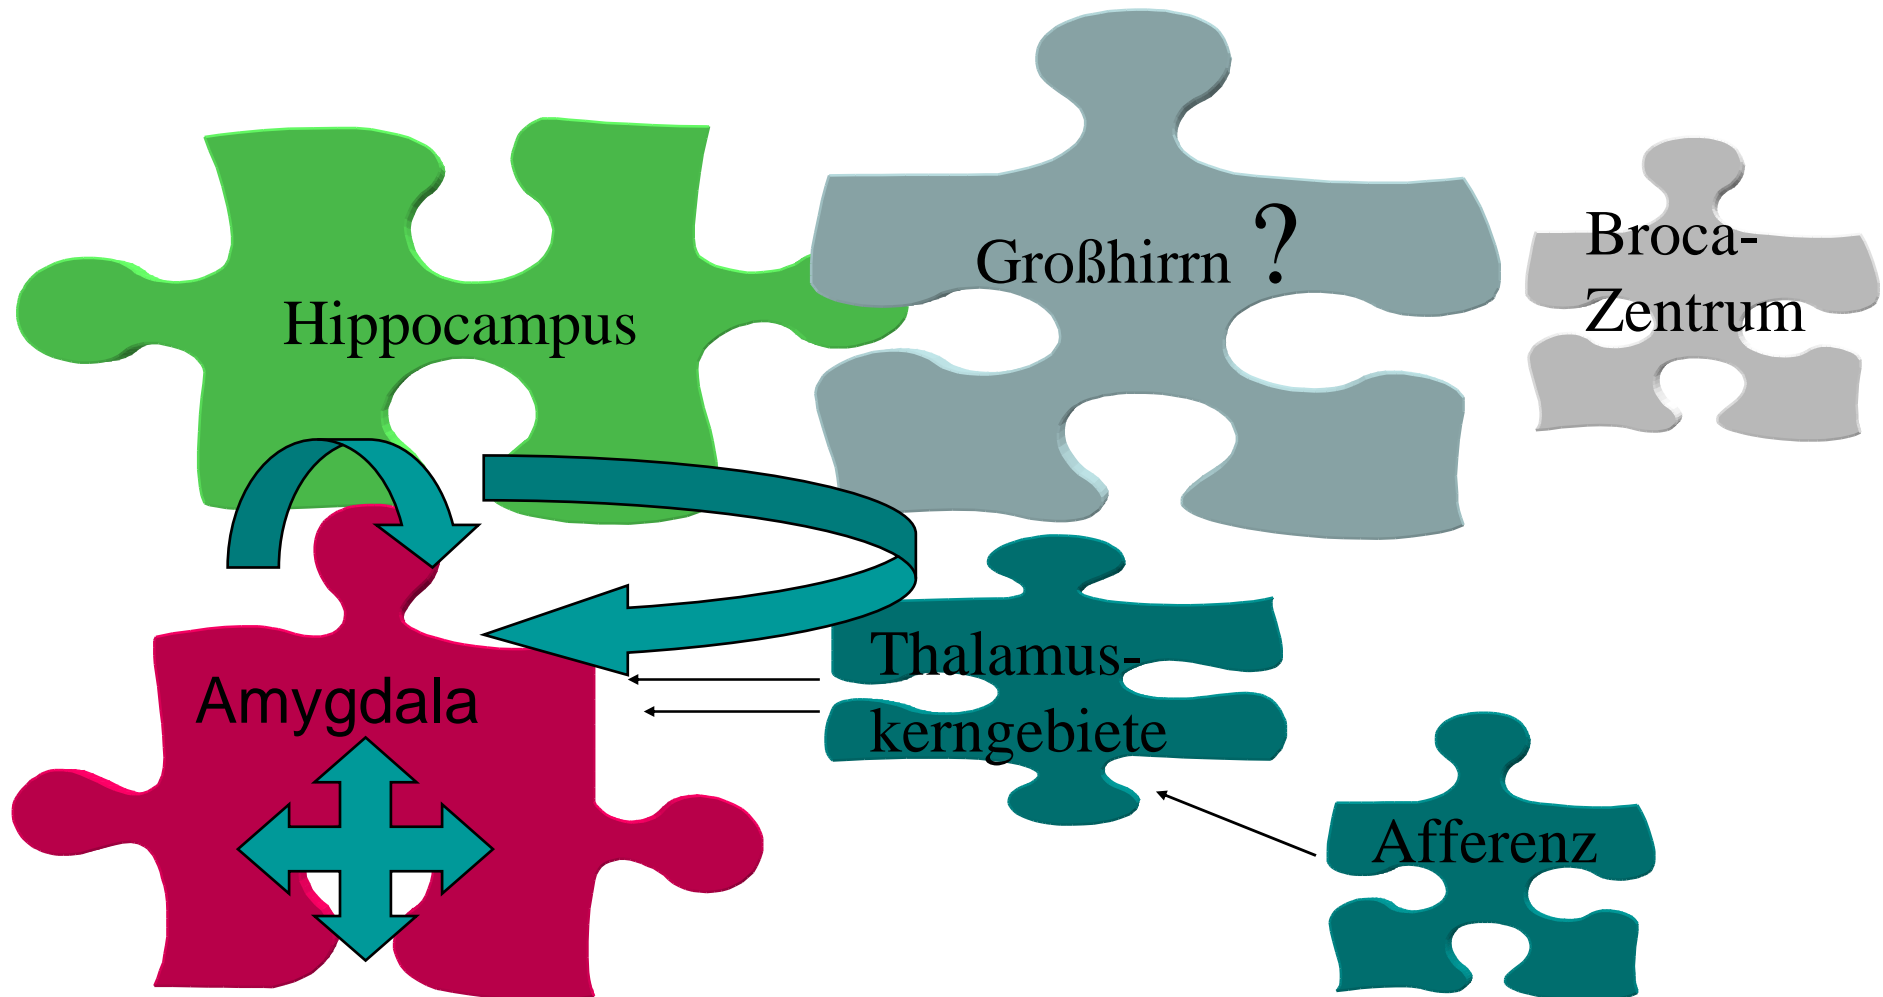 Hippocampus
Großhirrn ?
Broca-
Zentrum
Amygdala
Thalamus-
kerngebiete
Afferenz